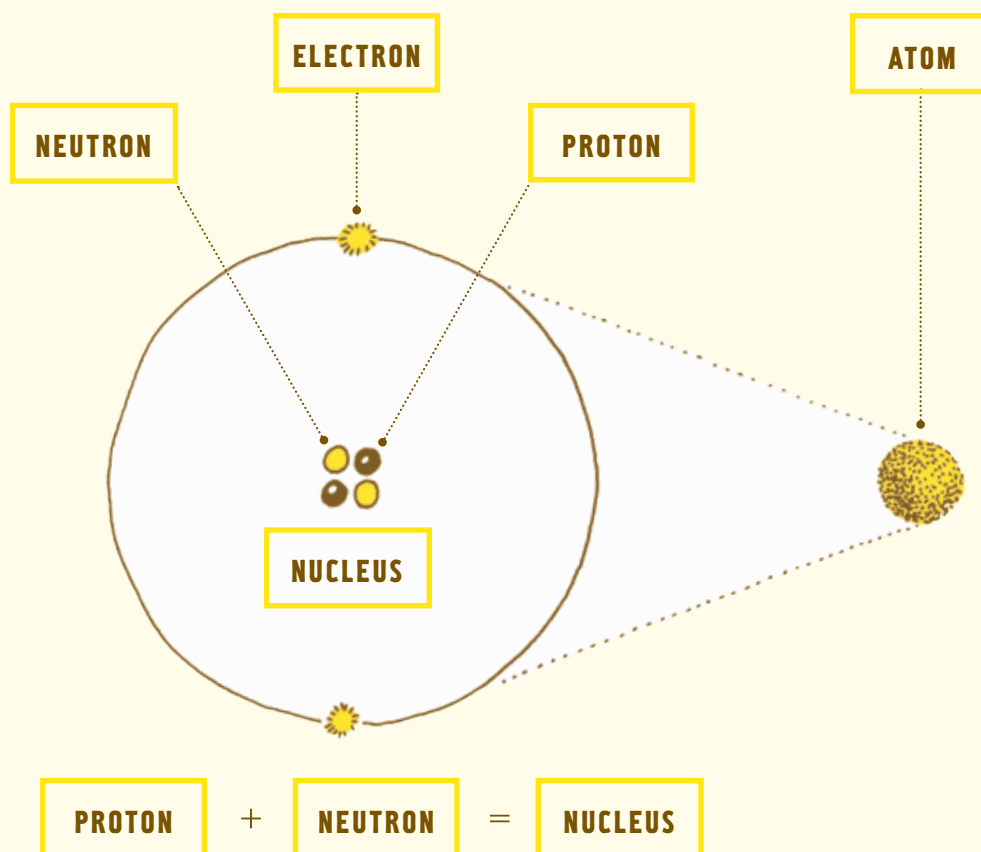 ELECTRON
ATOM
NEUTRON
PROTON
NUCLEUS
PROTON + NEUTRON = NUCLEUS